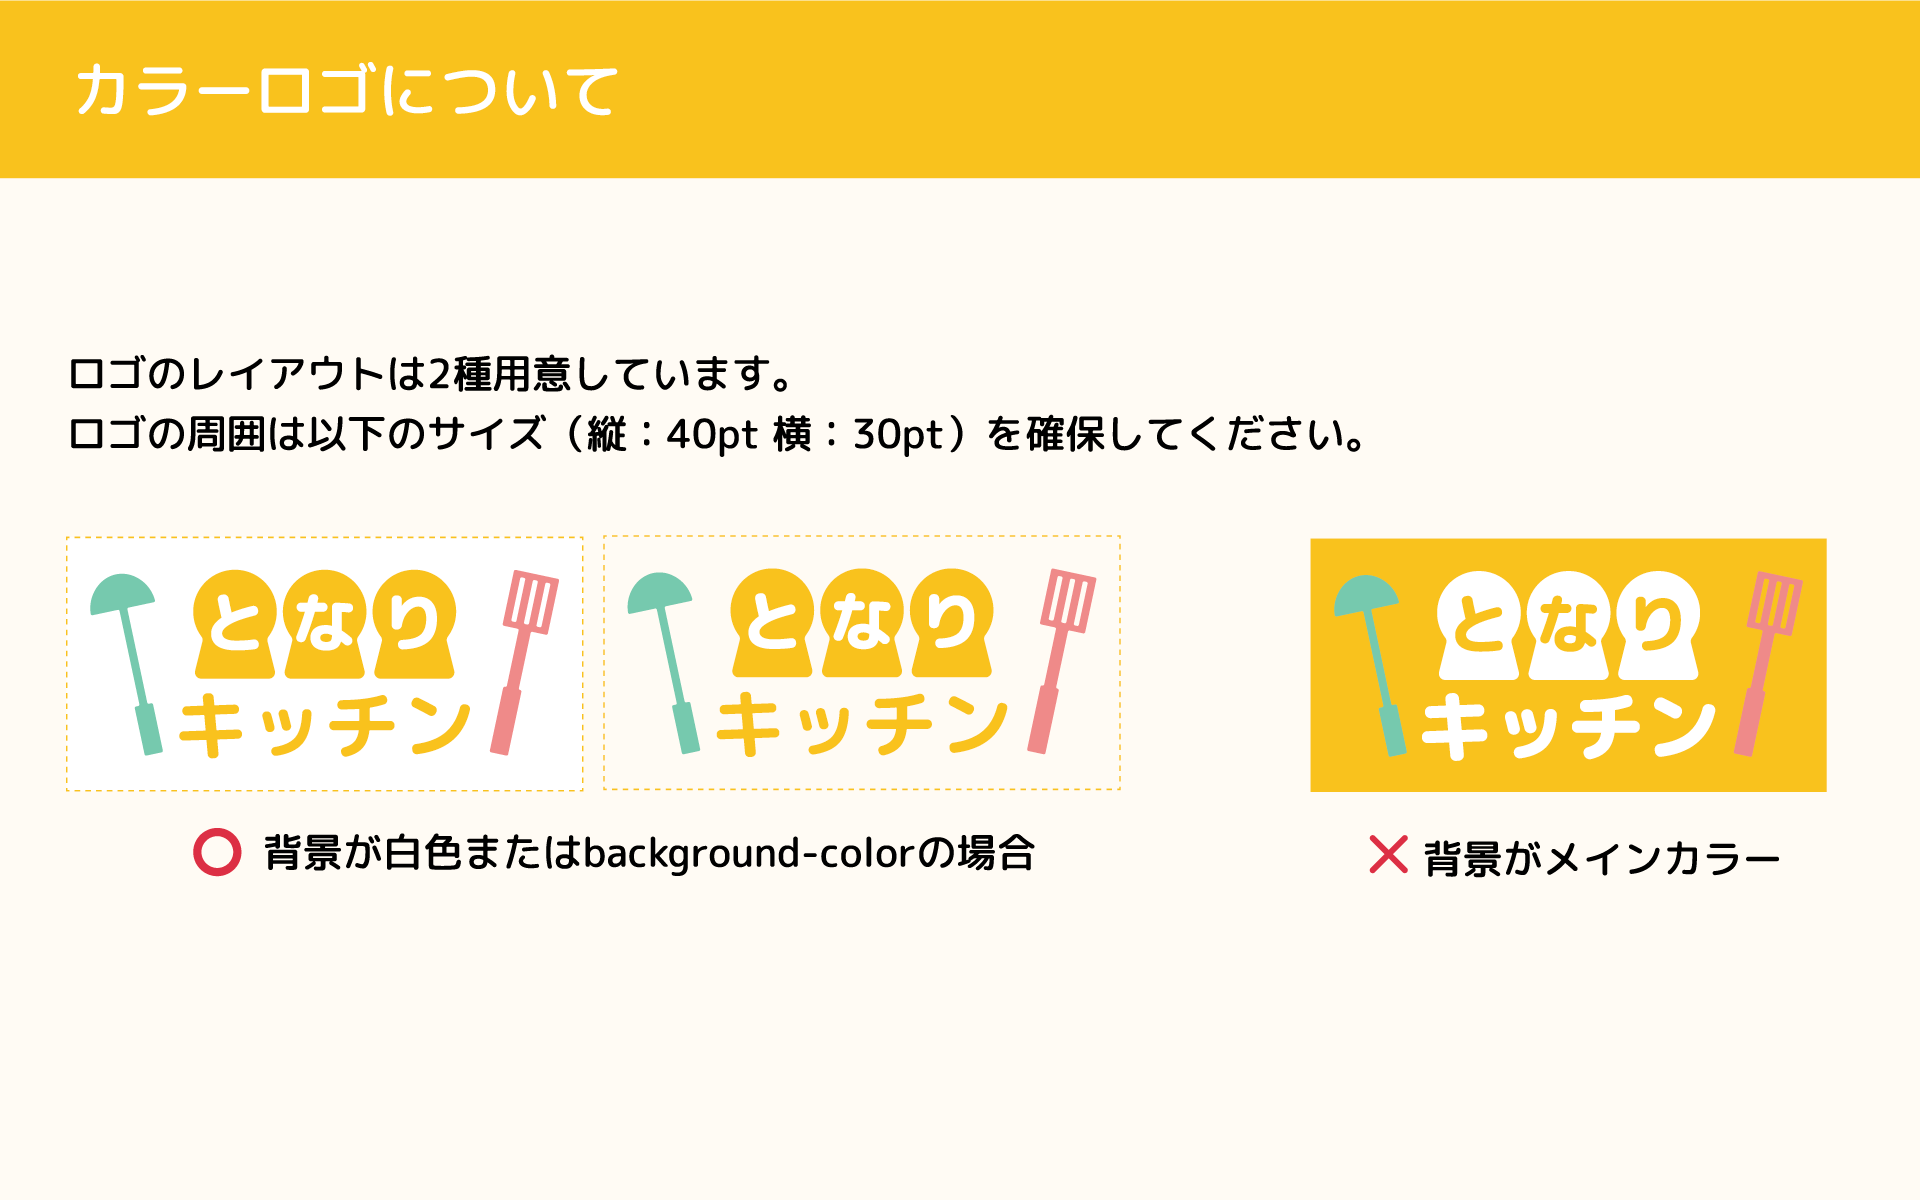 カラーロゴについて
ロゴのレイアウトは2種用意しています。
ロゴの周囲は以下のサイズ（縦：40pt 横：30pt）を確保してください。
となり
キッチン
となり
キッチン
となり
キッチン
背景が白色またはbackground-colorの場合
背景がメインカラー